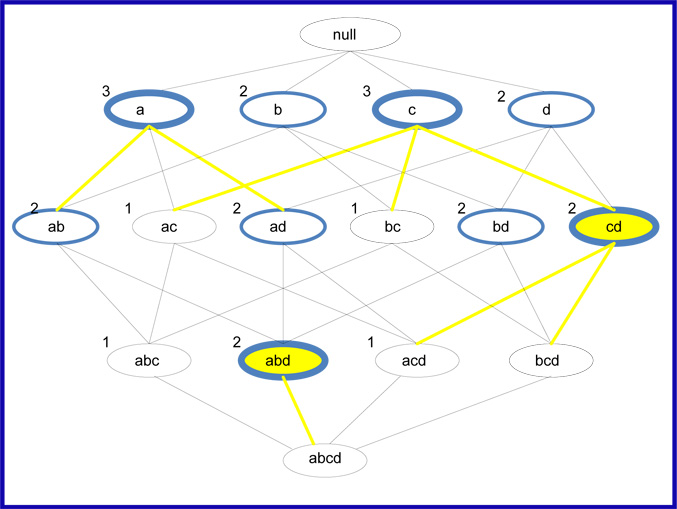 null
3 a 2 b 3 c 2 d
2 ab 1 ac 2 ad 1 bc 2 bd 2 cd
1 abc 2 abd 1 acd bcd
abcd